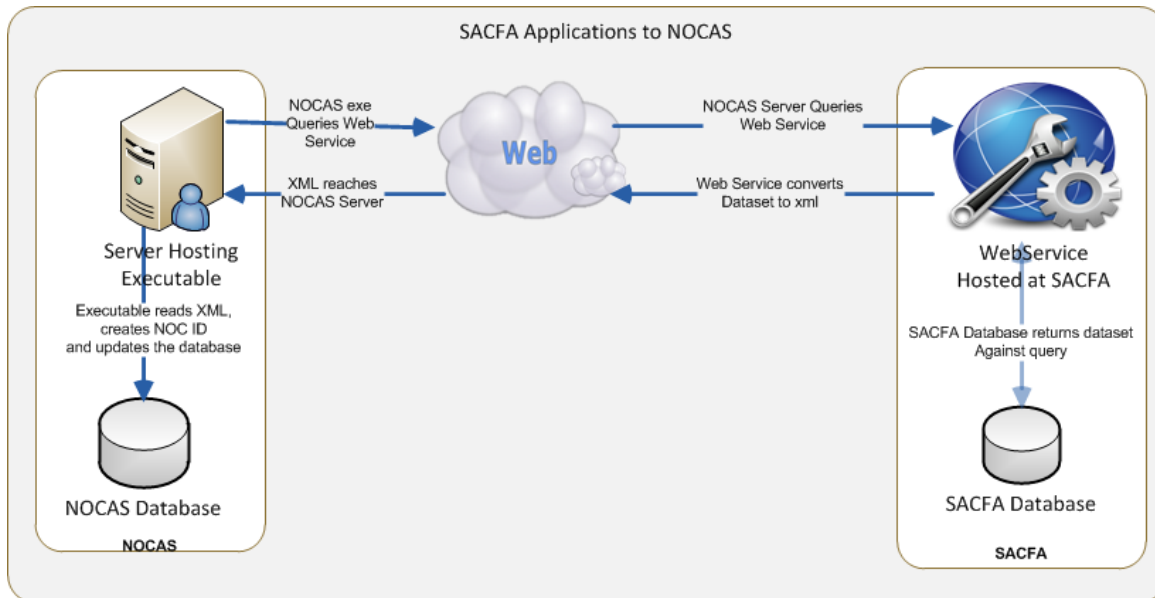 SACFA Applications to NOCAS
NOCAS exe
Queries Web
Service
Web
NOCAS Server Queries
Web Service
XML reaches
NOCAS Server
Web Service converts
Dataset to xml
Server Hosting
Executable
WebService
Hosted at SACFA
Executable reads XML,
creates NOC ID
and updates the database
SACFA Database returns dataset
Against query
NOCAS Database
NOCAS
SACFA Database
SACFA